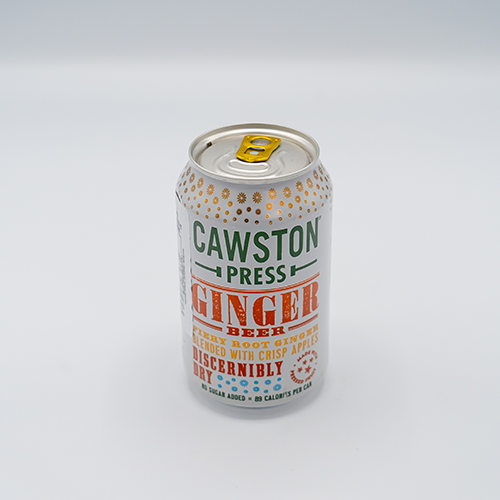 CAWSTON
PRESS
GINGER
BEER
FIERY ROOT GINGER
BLENDED WITH CRISP APPLES
DISCERNIBLY
DRY
NO SUGAR ADDED × 89 CALORIES PER CAN